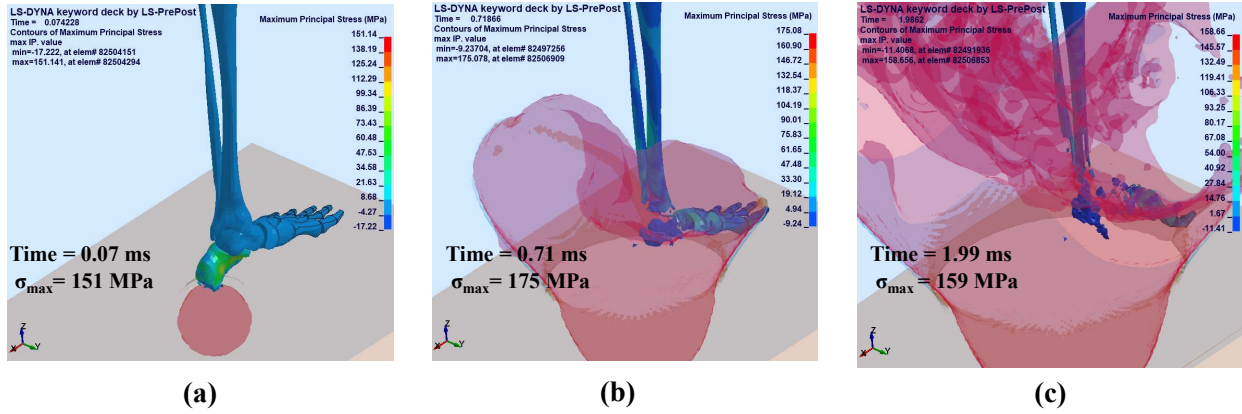 LS-DYNA keyword deck by LS-PrePost
Time = 0.074228
Contours of Maximum Principal Stress
max IP. value
min=-17.222, at elem# 82504151
max=151.141, at elem# 82504294
Maximum Principal Stress (MPa)
151.14
138.19
125.24
112.29
99.34
86.39
73.43
60.48
47.53
34.58
21.63
8.68
-4.27
-17.22
Time = 0.07 ms
σmax= 151 MPa
Z
X
Y
(a)
LS-DYNA keyword deck by LS-PrePost
Time = 0.71866
Contours of Maximum Principal Stress
max IP. value
min=-9.23704, at elem# 82497256
max=175.078, at elem# 82506909
Maximum Principal Stress (MPa)
175.08
160.90
146.72
132.54
118.37
104.19
90.01
75.83
61.65
47.48
33.30
19.12
4.94
-9.24
Time = 0.71 ms
σmax= 175 MPa
Z
X
Y
(b)
LS-DYNA keyword deck by LS-PrePost
Time = 1.9862
Contours of Maximum Principal Stress
max IP. value
min=-11.4068, at elem# 82491936
max=158.656, at elem# 82506853
Maximum Principal Stress (MPa)
158.66
145.57
132.49
119.41
106.33
93.25
80.17
67.08
54.00
40.92
27.84
14.76
1.67
-11.41
Time = 1.99 ms
σmax= 159 MPa
Z
X
Y
(c)